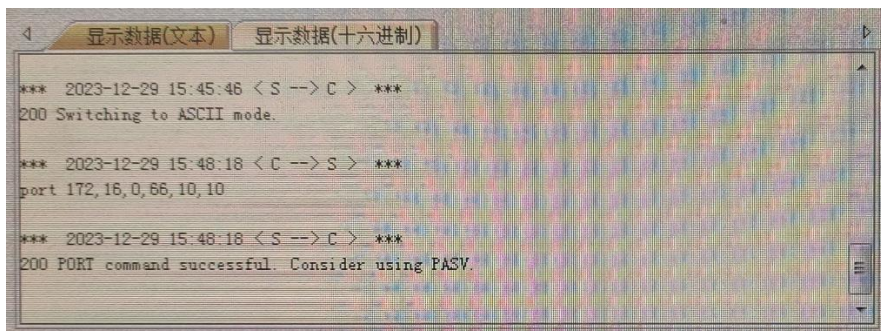 显示数据(文本) 显示数据(十六进制)
*** 2023-12-29 15:45:46 < S --> C > ***
200 Switching to ASCII mode.
*** 2023-12-29 15:48:18 < C --> S > ***
port 172,16,0,66,10,10
*** 2023-12-29 15:48:18 < S --> C > ***
200 PORT command successful. Consider using PASV.